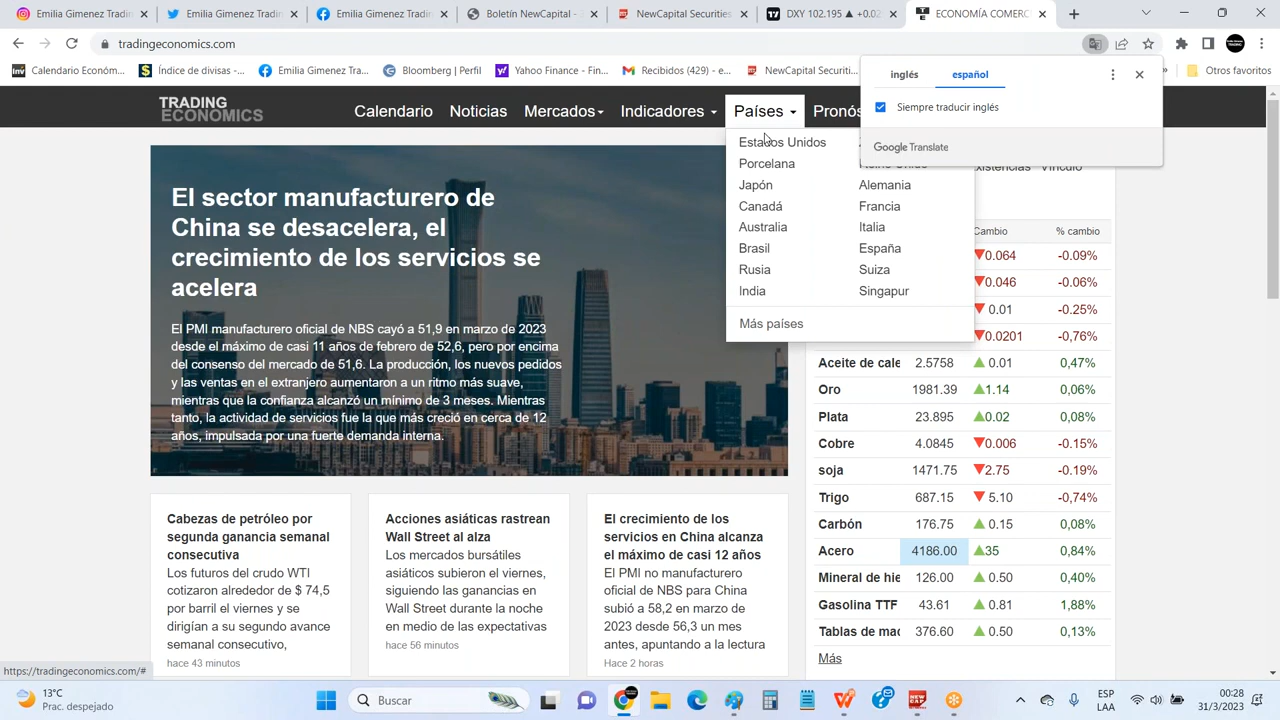 Emilia Gimenez Trading
Emilia Gimenez Trading
Emilia Gimenez Tradin
Boletín NewCapital
NewCapital Securities
DXY 102.195 ▲ +0.02
ECONOMÍA COMERC
tradingeconomics.com
Calendario Económ...
Índice de divisas - ...
Emilia Gimenez Tra...
Bloomberg | Perfil
Yahoo Finance - Fin...
Recibidos (429) - e...
NewCapital Securiti...
Otros favoritos
inglés
español
Siempre traducir inglés
Google Translate
TRADING
ECONOMICS
Calendario
Noticias
Mercados
Indicadores
Países
Pronós
Estados Unidos
Porcelana
Japón
Canadá
Australia
Brasil
Rusia
India
Reino Unido
Alemania
Francia
Italia
España
Suiza
Singapur
Más países
El sector manufacturero de
China se desacelera, el
crecimiento de los servicios se
acelera
El PMI manufacturero oficial de NBS cayó a 51,9 en marzo de 2023
desde el máximo de casi 11 años de febrero de 52,6, pero por encima
del consenso del mercado de 51,6. La producción, los nuevos pedidos
y las ventas en el extranjero aumentaron a un ritmo más suave,
mientras que la confianza alcanzó un mínimo de 3 meses. Mientras
tanto, la actividad de servicios fue la que más creció en cerca de 12
años, impulsada por una fuerte demanda interna.
Existencias Vínculo
Cambio % cambio
0.064 -0.09%
0.046 -0.06%
0.01 -0.25%
0.0201 -0,76%
Aceite de cale 2.5758 0.01 0,47%
Oro 1981.39 1.14 0,06%
Plata 23.895 0.02 0,08%
Cobre 4.0845 0.006 -0.15%
soja 1471.75 2.75 -0.19%
Trigo 687.15 5.10 -0,74%
Carbón 176.75 0.15 0,08%
Acero 4186.00 35 0,84%
Mineral de hie 126.00 0.50 0,40%
Gasolina TTF 43.61 0.81 1,88%
Tablas de mad 376.60 0.50 0,13%
Más
Cabezas de petróleo por
segunda ganancia semanal
consecutiva
Los futuros del crudo WTI
cotizaron alrededor de $ 74,5
por barril el viernes y se
dirigían a su segundo avance
semanal consecutivo,
hace 43 minutos
Acciones asiáticas rastrean
Wall Street al alza
Los mercados bursátiles
asiáticos subieron el viernes,
siguiendo las ganancias en
Wall Street durante la noche
en medio de las expectativas
hace 56 minutos
El crecimiento de los
servicios en China alcanza
el máximo de casi 12 años
El PMI no manufacturero
oficial de NBS para China
subió a 58,2 en marzo de
2023 desde 56,3 un mes
antes, apuntando a la lectura
Hace 2 horas
https://tradingeconomics.com/#
13°C
Prac. despejado
Buscar
ESP
LAA
00:28
31/3/2023